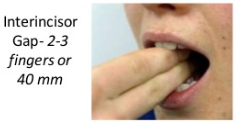 Interincisor
Gap- 2-3
fingers or
40 mm